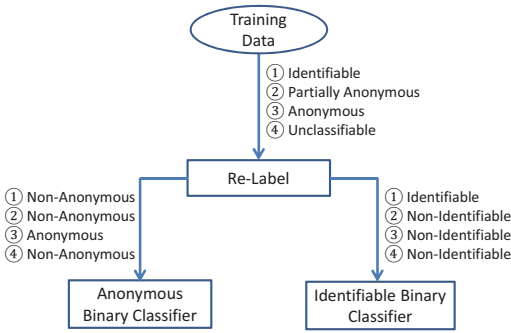 Training
Data
① Identifiable
② Partially Anonymous
③ Anonymous
④ Unclassifiable
Re-Label
① Non-Anonymous
② Non-Anonymous
③ Anonymous
④ Non-Anonymous
① Identifiable
② Non-Identifiable
③ Non-Identifiable
④ Non-Identifiable
Anonymous
Binary Classifier
Identifiable Binary
Classifier